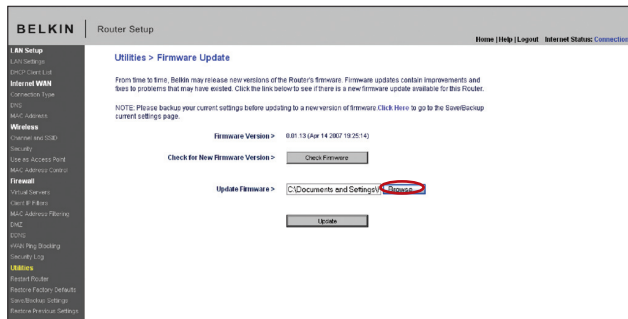 BELKIN
Router Setup
Home | Help | Logout Internet Status: Connection
LAN Setup
LAN Settings
DHCP Client List
Internet WAN
Connection Type
DNS
MAC Address
Wireless
Channel and SSID
Security
Use as Access Point
MAC Address Control
Firewall
Virtual Servers
Client IP Filters
MAC Address Filtering
DMZ
DDNS
WAN Ping Blocking
Security Log
Utilities
Restart Router
Restore Factory Defaults
Save/Backup Settings
Restore Previous Settings
Utilities > Firmware Update
From time to time, Belkin may release new versions of the Router's firmware. Firmware updates contain improvements and
fixes to problems that may have existed. Click the link below to see if there is a new firmware update available for this Router.
NOTE: Please backup your current settings before updating to a new version of firmware.Click Here to go to the Save/Backup
current settings page.
Firmware Version > 8.01.13 (Apr 14 2007 19:25:14)
Check for New Firmware Version > Check Firmware
Update Firmware > C:\Documents and Settings\ Browse...
Update